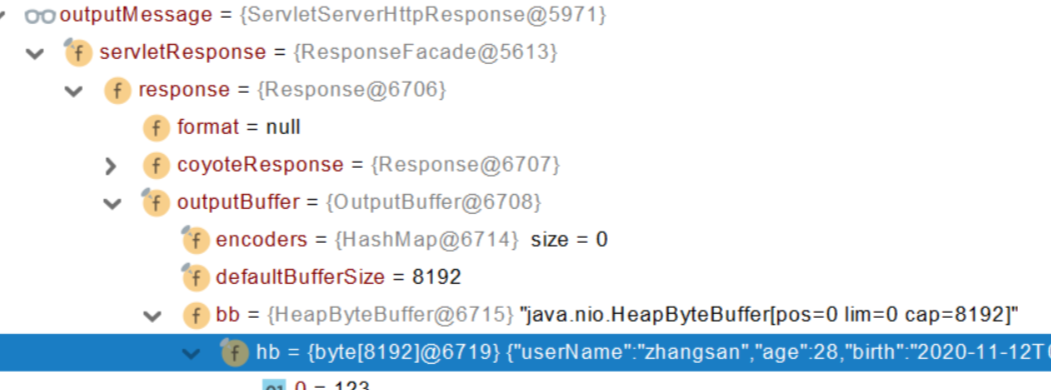 outputMessage = {ServletServerHttpResponse@5971}
servletResponse = {ResponseFacade@5613}
response = {Response@6706}
format = null
coyoteResponse = {Response@6707}
outputBuffer = {OutputBuffer@6708}
encoders = {HashMap@6714} size = 0
defaultBufferSize = 8192
bb = {HeapByteBuffer@6715} "java.nio.HeapByteBuffer[pos=0 lim=0 cap=8192]"
hb = {byte[8192]@6719} {"userName":"zhangsan","age":28,"birth":"2020-11-12T
0 = 123